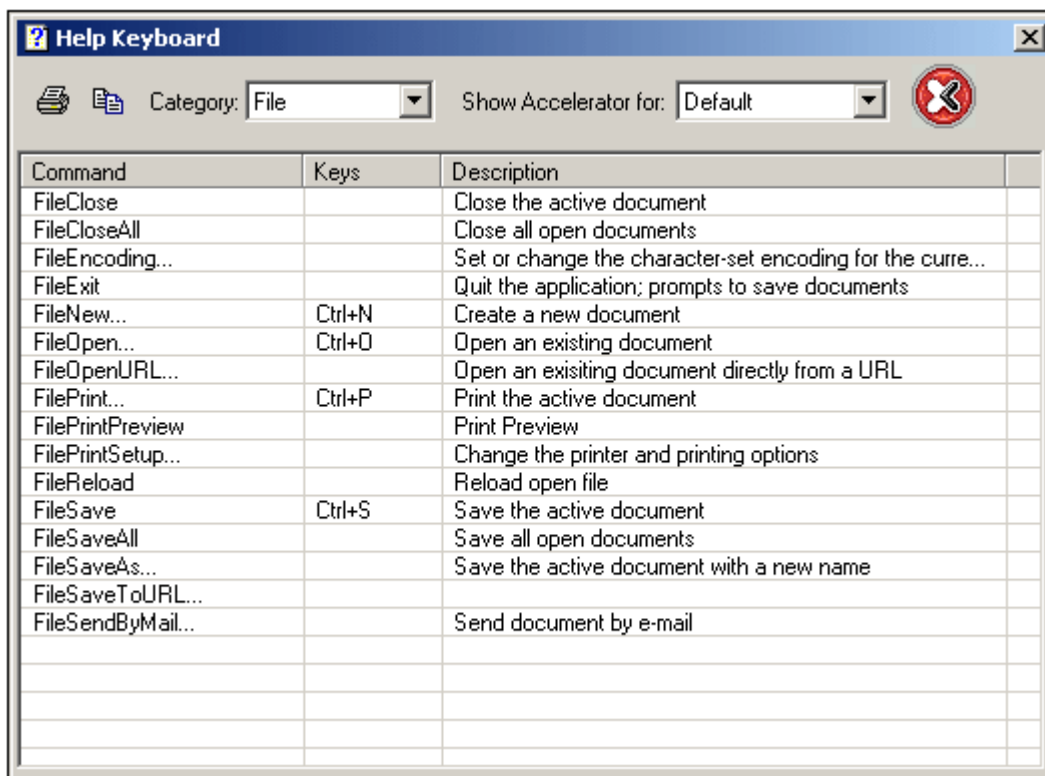 Help Keyboard
Category: File Show Accelerator for: Default
Command Keys Description
FileClose Close the active document
FileCloseAll Close all open documents
FileEncoding... Set or change the character-set encoding for the curre...
FileExit Quit the application; prompts to save documents
FileNew... Ctrl+N Create a new document
FileOpen... Ctrl+O Open an existing document
FileOpenURL... Open an exisiting document directly from a URL
FilePrint... Ctrl+P Print the active document
FilePrintPreview Print Preview
FilePrintSetup... Change the printer and printing options
FileReload Reload open file
FileSave Ctrl+S Save the active document
FileSaveAll Save all open documents
FileSaveAs... Save the active document with a new name
FileSaveToURL...
FileSendByMail... Send document by e-mail